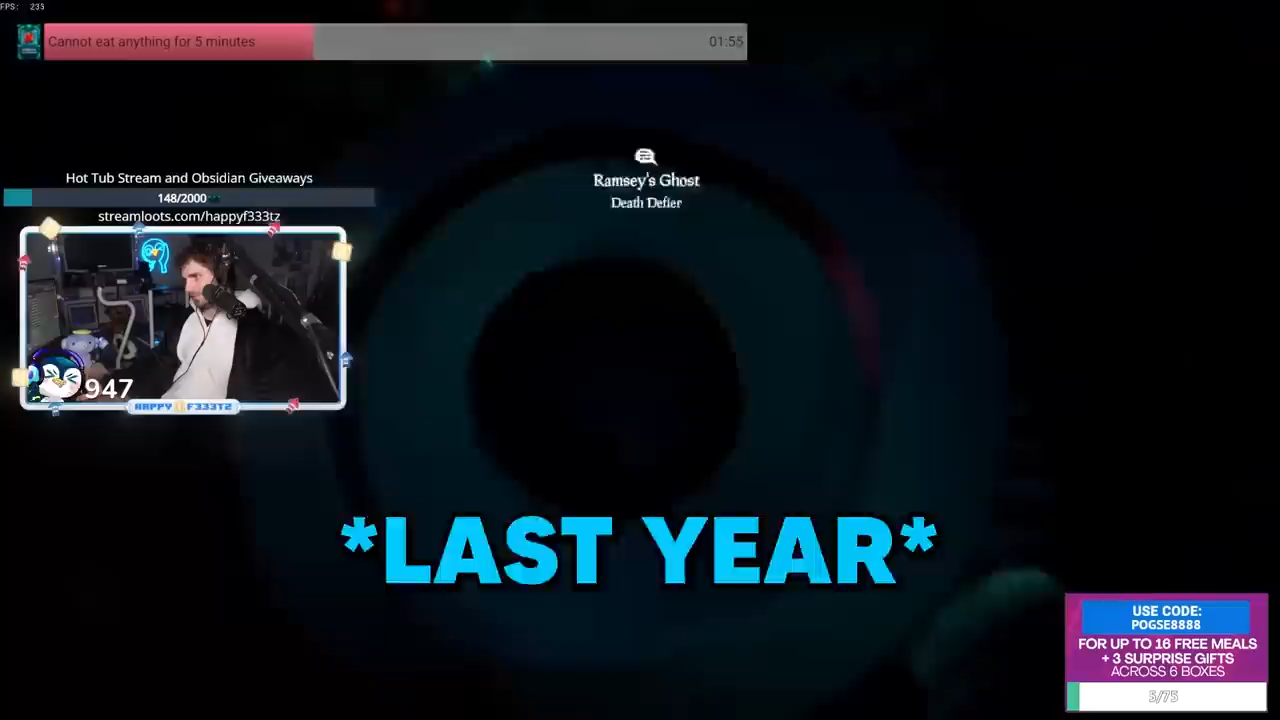 FPS: 233
Cannot eat anything for 5 minutes 01:55
Ramsey's Ghost
Death Defier
Hot Tub Stream and Obsidian Giveaways
148/2000
streamloots.com/happyf333tz
947
HAPPY F333TZ
*LAST YEAR*
USE CODE:
POGSE8888
FOR UP TO 16 FREE MEALS
+ 3 SURPRISE GIFTS
ACROSS 6 BOXES
5/75